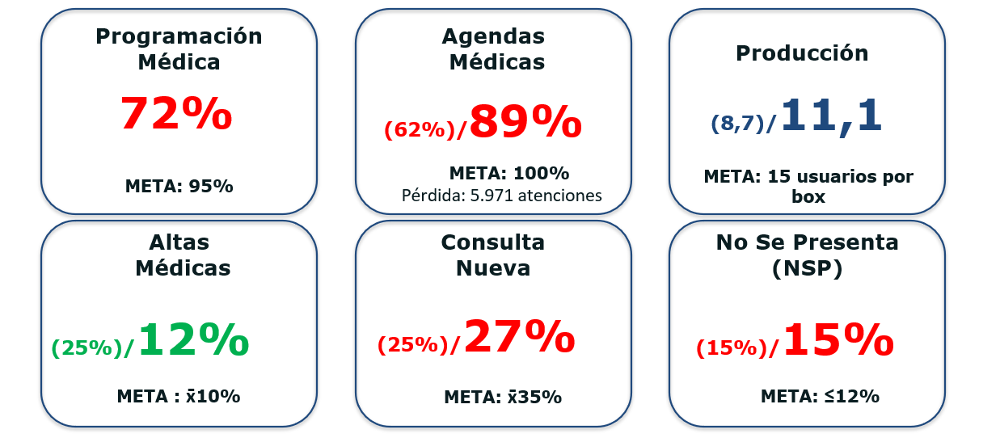 Programación
Médica
72%
META: 95%
Agendas
Médicas
(62%)/89%
META: 100%
Pérdida: 5.971 atenciones
Producción
(8,7)/11,1
META: 15 usuarios por
box
Altas
Médicas
(25%)/12%
META : x̄10%
Consulta
Nueva
(25%)/27%
META: x̄35%
No Se Presenta
(NSP)
(15%)/15%
META: ≤12%